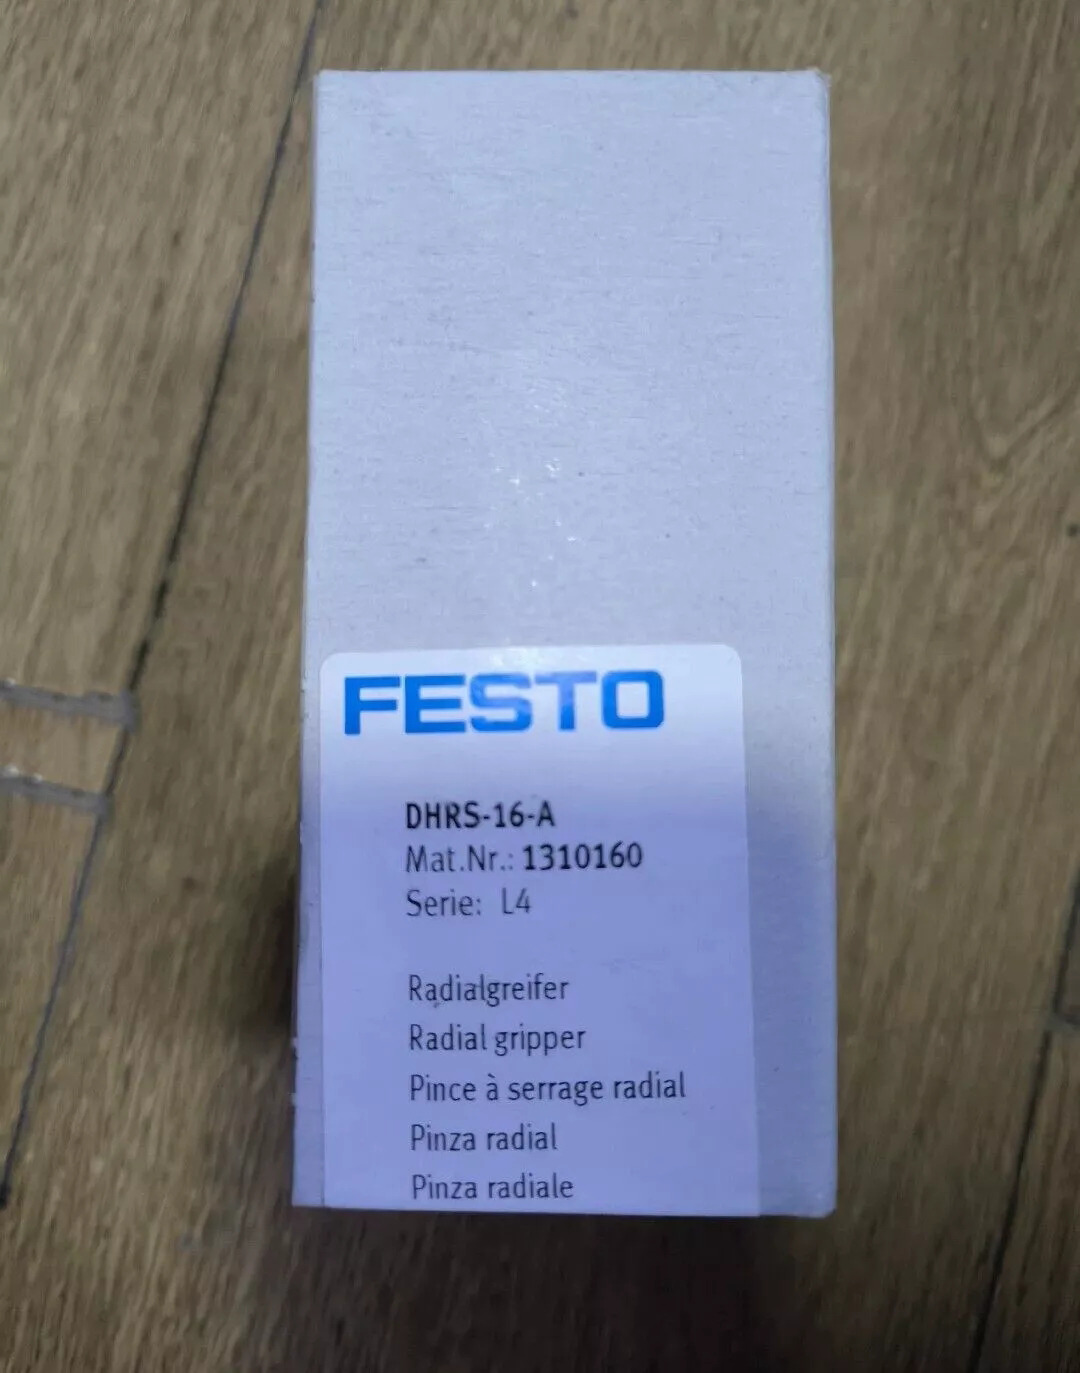 FESTO
DHRS-16-A
Mat.Nr.: 1310160
Serie: L4
Radialgreifer
Radial gripper
Pince à serrage radial
Pinza radial
Pinza radiale